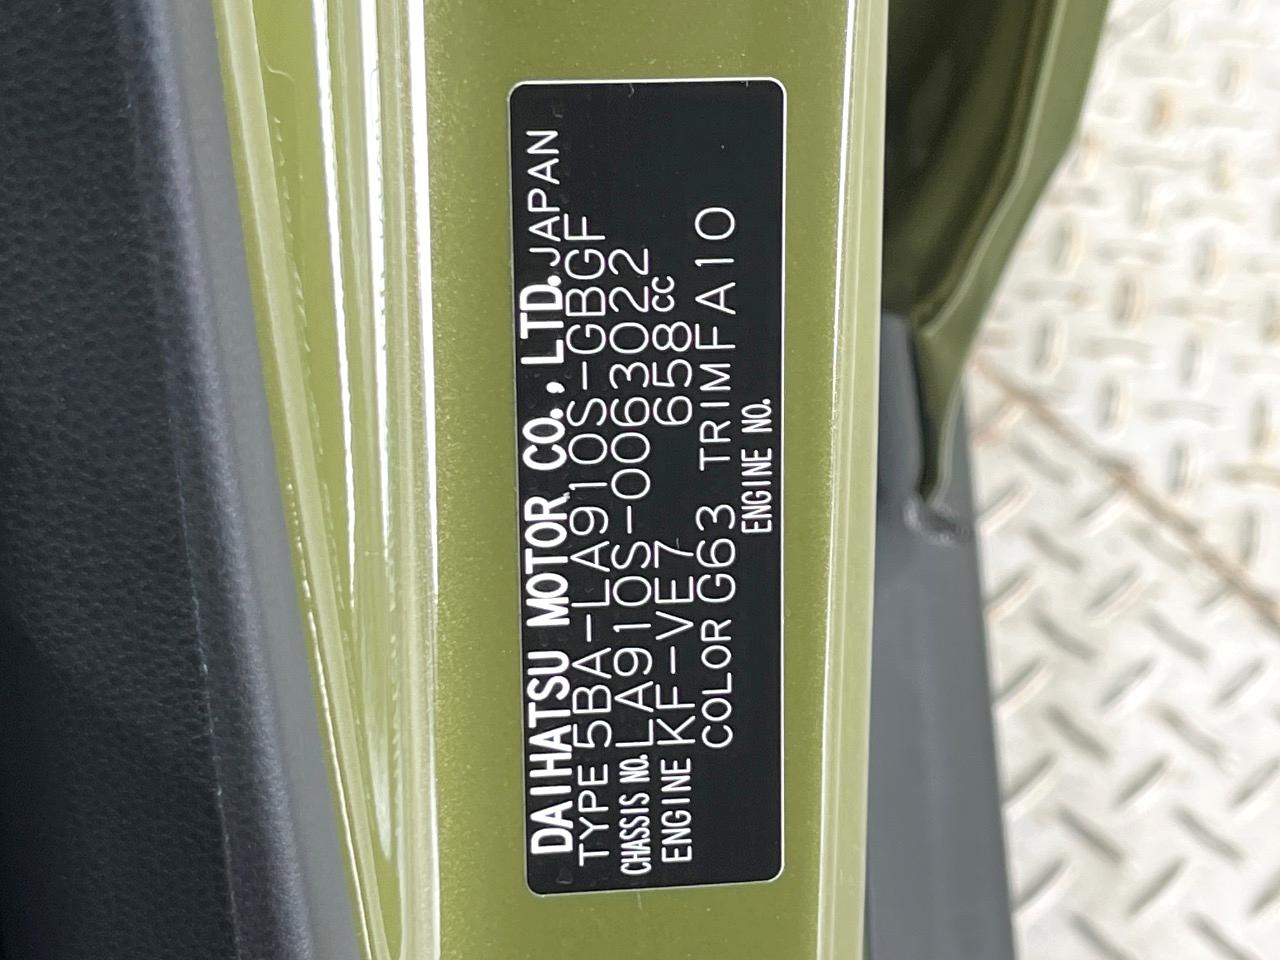 DAIHATSU MOTOR CO., LTD. JAPAN
TYPE 5BA-LA910S-GBGF
CHASSIS NO. LA910S-0063022
ENGINE KF-VE7 658CC
COLOR G63 TRIM FA10
ENGINE NO.